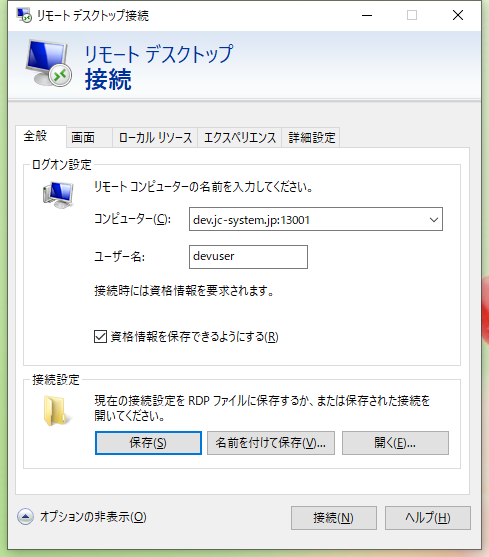 リモート デスクトップ接続
リモート デスクトップ
接続
全般
画面
ローカル リソース
エクスペリエンス
詳細設定
ログオン設定
リモート コンピューターの名前を入力してください。
コンピューター(C):
dev.jc-system.jp:13001
ユーザー名:
devuser
接続時には資格情報を要求されます。
資格情報を保存できるようにする(R)
接続設定
現在の接続設定を RDP ファイルに保存するか、または保存された接続を
開いてください。
保存(S)
名前を付けて保存(V)...
開く(E)...
オプションの非表示(O)
接続(N)
ヘルプ(H)